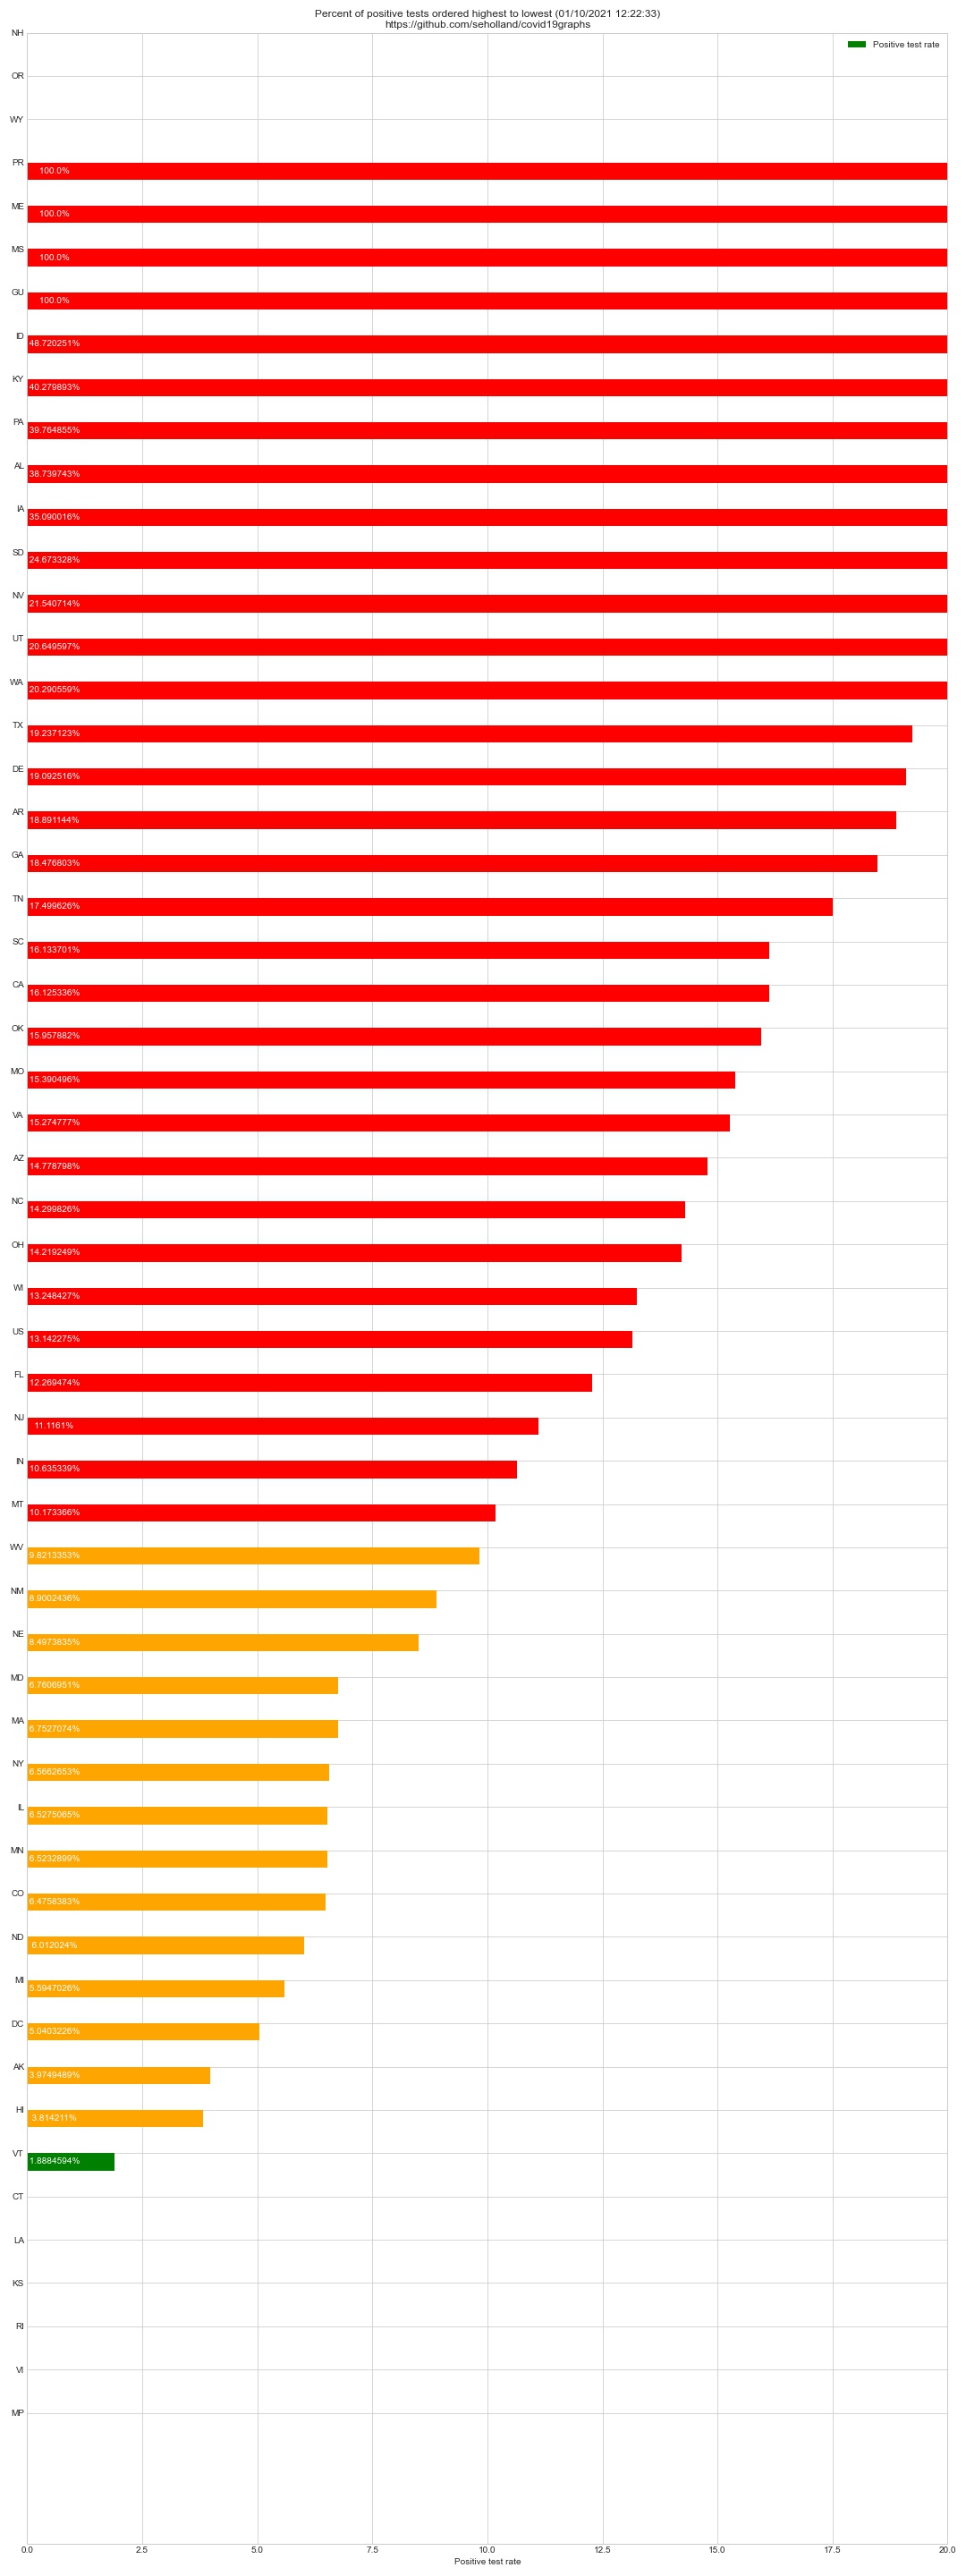 Percent of positive tests ordered highest to lowest (01/10/2021 12:22:33)
https://github.com/seholland/covid19graphs
Positive test rate
NH
OR
WY
PR 100.0%
ME 100.0%
MS 100.0%
GU 100.0%
ID 48.720251%
KY 40.279893%
PA 39.764855%
AL 38.739743%
IA 35.090016%
SD 24.673328%
NV 21.540714%
UT 20.649597%
WA 20.290559%
TX 19.237123%
DE 19.092516%
AR 18.891144%
GA 18.476803%
TN 17.499626%
SC 16.133701%
CA 16.125336%
OK 15.957882%
MO 15.390496%
VA 15.274777%
AZ 14.778798%
NC 14.299826%
OH 14.219249%
WI 13.248427%
US 13.142275%
FL 12.269474%
NJ 11.1161%
IN 10.635339%
MT 10.173366%
WV 9.8213353%
NM 8.9002436%
NE 8.4973835%
MD 6.7606951%
MA 6.7527074%
NY 6.5662653%
IL 6.5275065%
MN 6.5232899%
CO 6.4758383%
ND 6.012024%
MI 5.5947026%
DC 5.0403226%
AK 3.9749489%
HI 3.814211%
VT 1.8884594%
CT
LA
KS
RI
VI
MP
0.0 2.5 5.0 7.5 10.0 12.5 15.0 17.5 20.0
Positive test rate